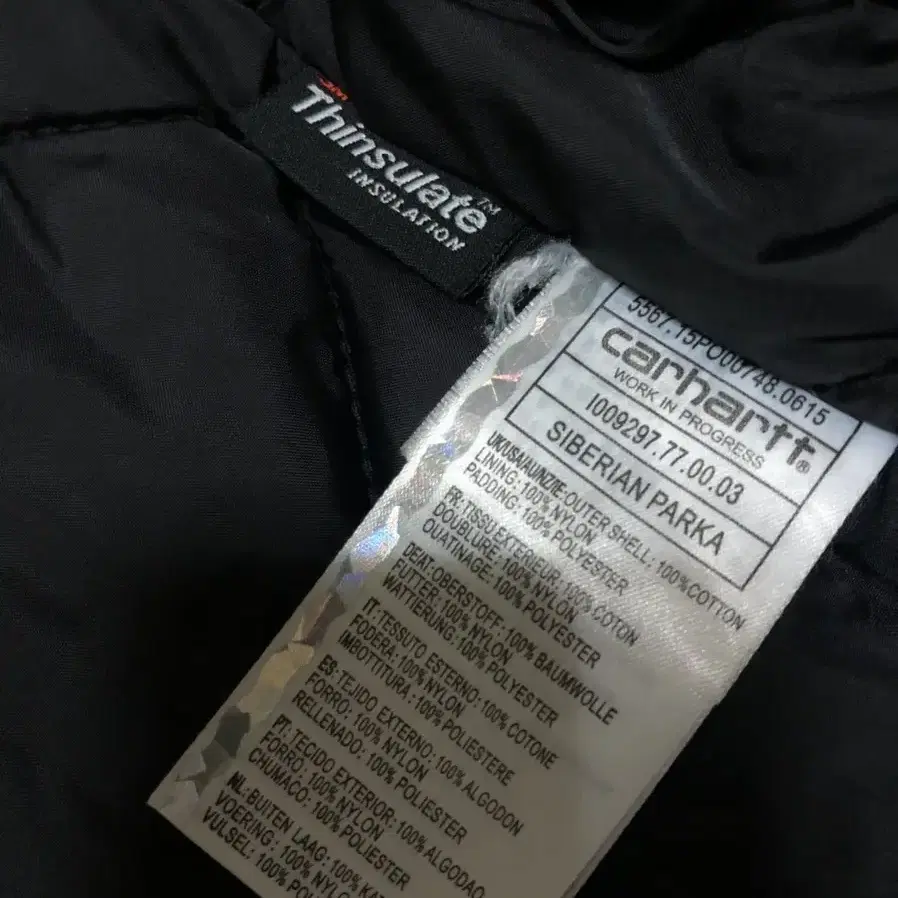 3M
Thinsulate™
INSULATION
5567.15PO00748.0615
carhartt®
WORK IN PROGRESS
I009297.77.00.03
SIBERIAN PARKA
UK/USA/AU/NZ/IE:OUTER SHELL: 100%COTTON
LINING: 100% NYLON
PADDING: 100% POLYESTER
FR: TISSU EXTERIEUR: 100% COTON
DOUBLURE: 100% NYLON
OUATINAGE: 100% POLYESTER
DE/AT: OBERSTOFF: 100% BAUMWOLLE
FUTTER: 100% NYLON
WATTIERUNG: 100% POLYESTER
IT: TESSUTO ESTERNO: 100% COTONE
FODERA: 100% NYLON
IMBOTTITURA: 100% POLIESTERE
ES: TEJIDO EXTERNO: 100% ALGODON
FORRO: 100% NYLON
RELLENADO: 100% POLIESTER
PT: TECIDO EXTERIOR: 100% ALGODAO
FORRO: 100% NYLON
CHUMACO: 100% POLIESTER
NL: BUITEN LAAG: 100% KAT
VOERING: 100% NYLO
VULSEL: 100% POLYES